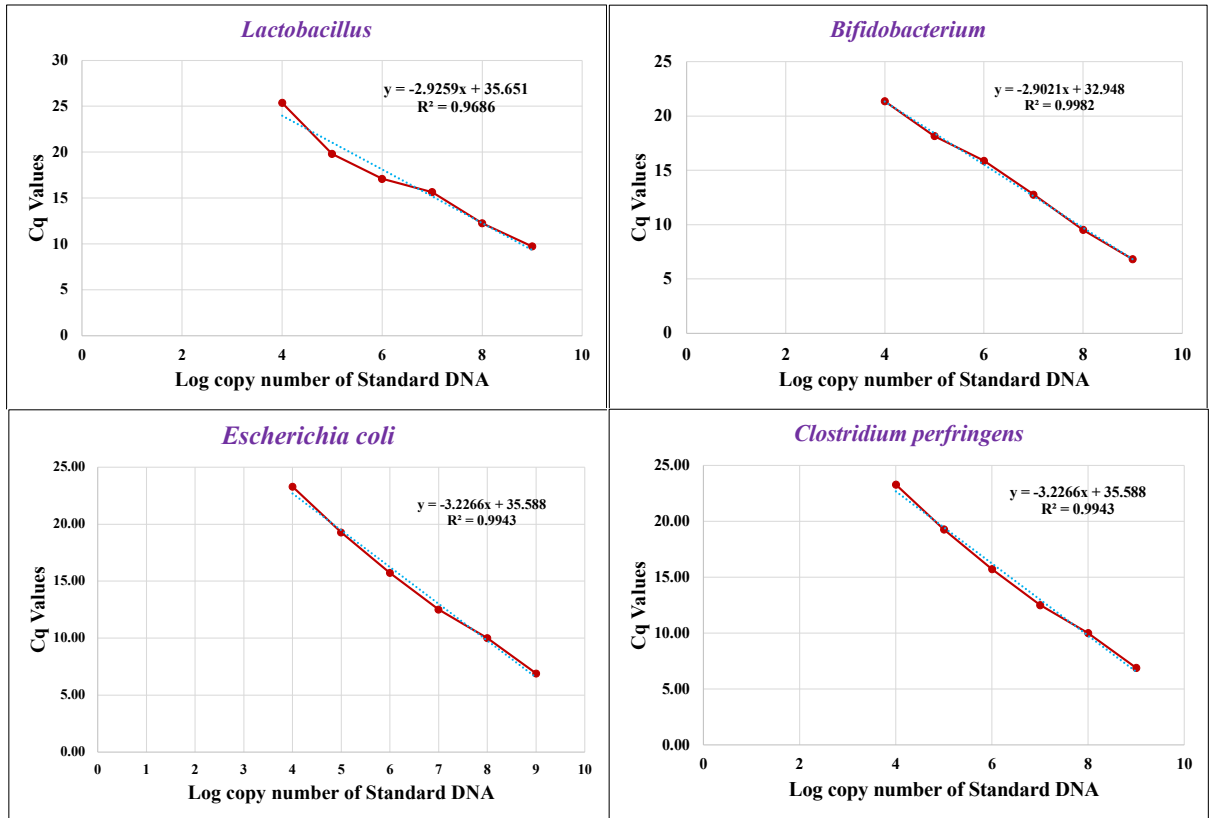 Lactobacillus
30
25
20
15
10
5
0
Cq Values
y = -2.9259x + 35.651
R² = 0.9686
0 2 4 6 8 10
Log copy number of Standard DNA
Bifidobacterium
25
20
15
10
5
0
Cq Values
y = -2.9021x + 32.948
R² = 0.9982
0 2 4 6 8 10
Log copy number of Standard DNA
Escherichia coli
25.00
20.00
15.00
10.00
5.00
0.00
Cq Values
y = -3.2266x + 35.588
R² = 0.9943
0 1 2 3 4 5 6 7 8 9 10
Log copy number of Standard DNA
Clostridium perfringens
25.00
20.00
15.00
10.00
5.00
0.00
Cq Values
y = -3.2266x + 35.588
R² = 0.9943
0 2 4 6 8 10
Log copy number of Standard DNA